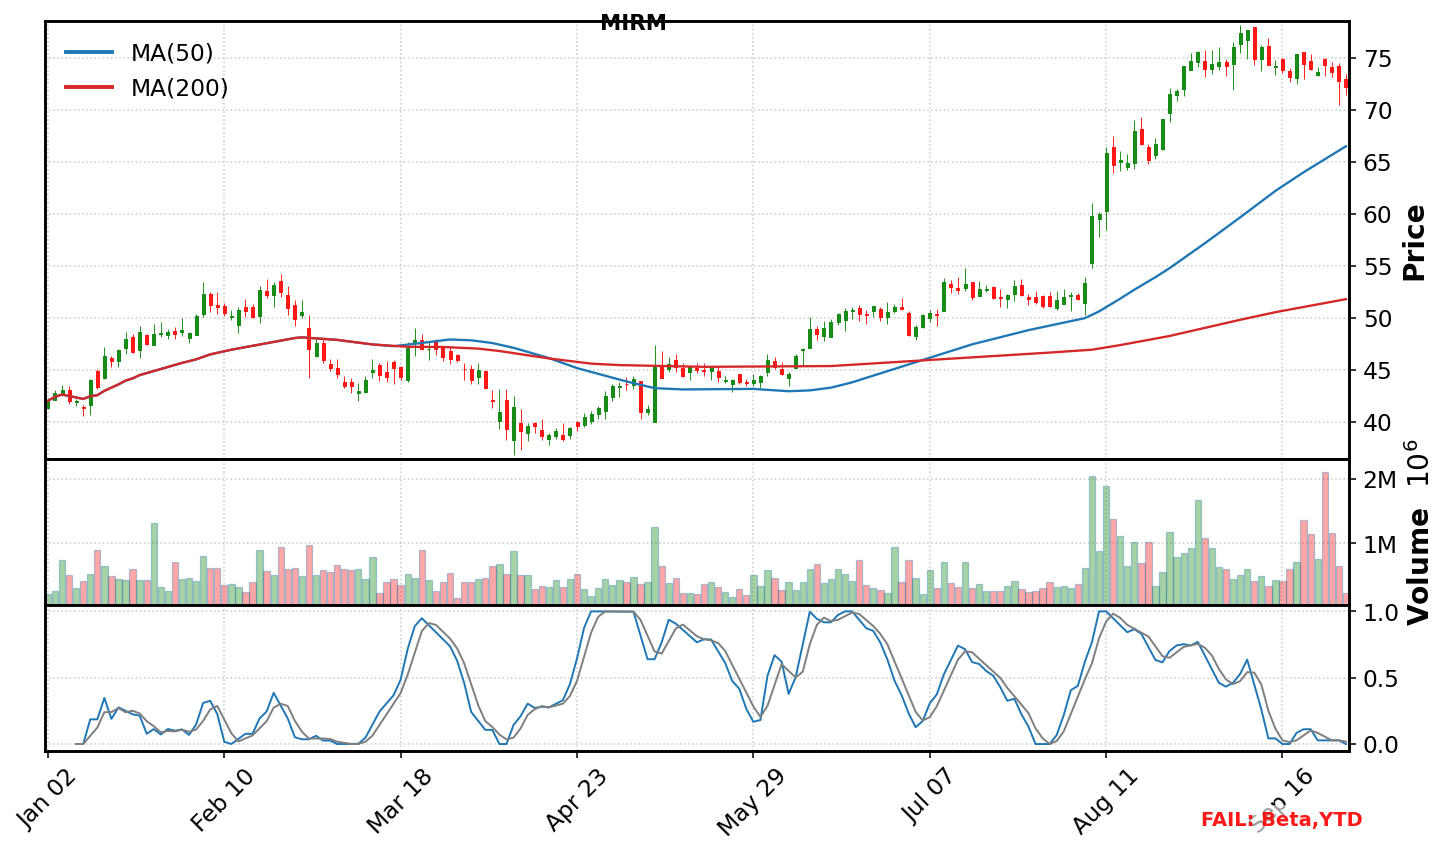 MIRM
MA(50)
MA(200)
75
70
65
60
55
50
45
40
Price
2M
1M
Volume 10^6
1.0
0.5
0.0
Jan 02
Feb 10
Mar 18
Apr 23
May 29
Jul 07
Aug 11
Sep 16
FAIL: Beta,YTD